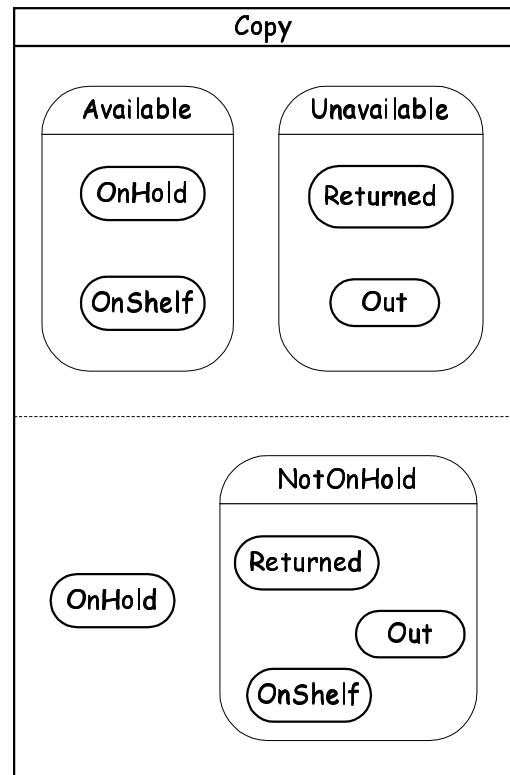 Copy
Available
OnHold
OnShelf
Unavailable
Returned
Out
NotOnHold
Returned
OnHold
Out
OnShelf